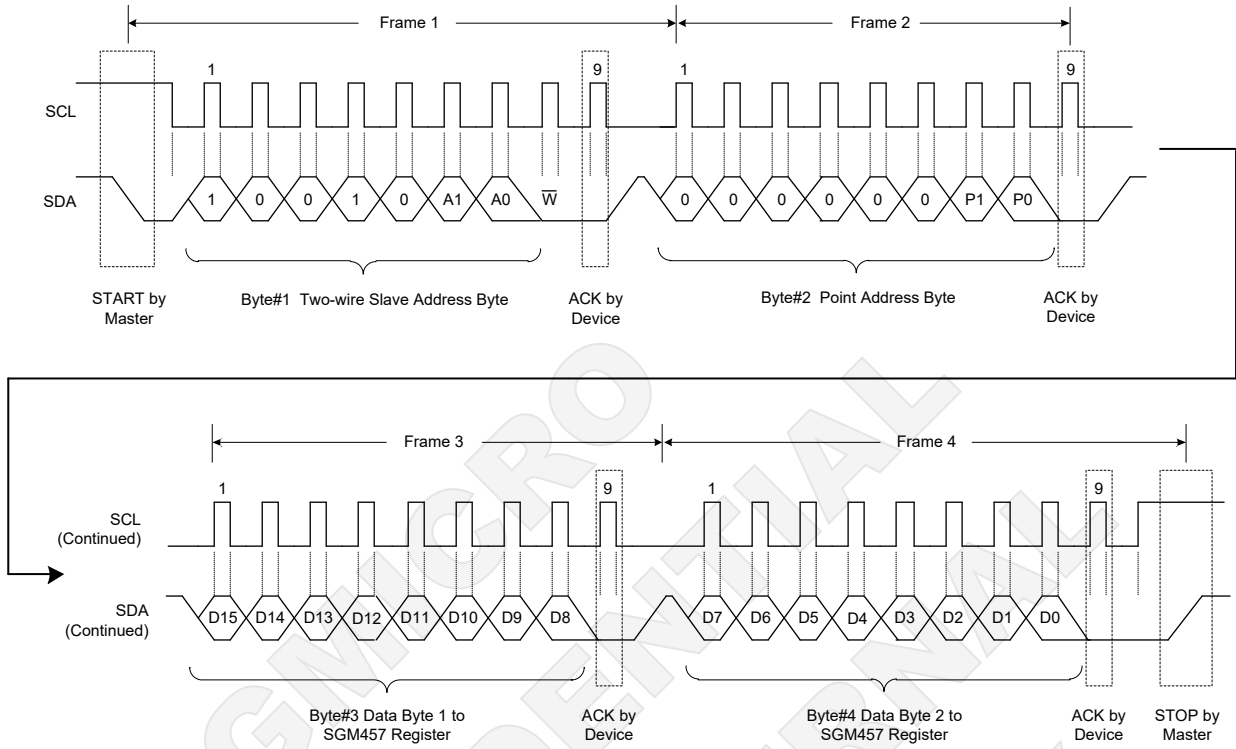 Frame 1
Frame 2
1
9
1
9
SCL
SDA
1 0 0 1 0 A1 A0 W̅
0 0 0 0 0 0 P1 P0
START by
Master
Byte#1 Two-wire Slave Address Byte
ACK by
Device
Byte#2 Point Address Byte
ACK by
Device
Frame 3
Frame 4
1
9
1
9
SCL
(Continued)
SDA
(Continued)
D15 D14 D13 D12 D11 D10 D9 D8
D7 D6 D5 D4 D3 D2 D1 D0
Byte#3 Data Byte 1 to
SGM457 Register
ACK by
Device
Byte#4 Data Byte 2 to
SGM457 Register
ACK by
Device
STOP by
Master